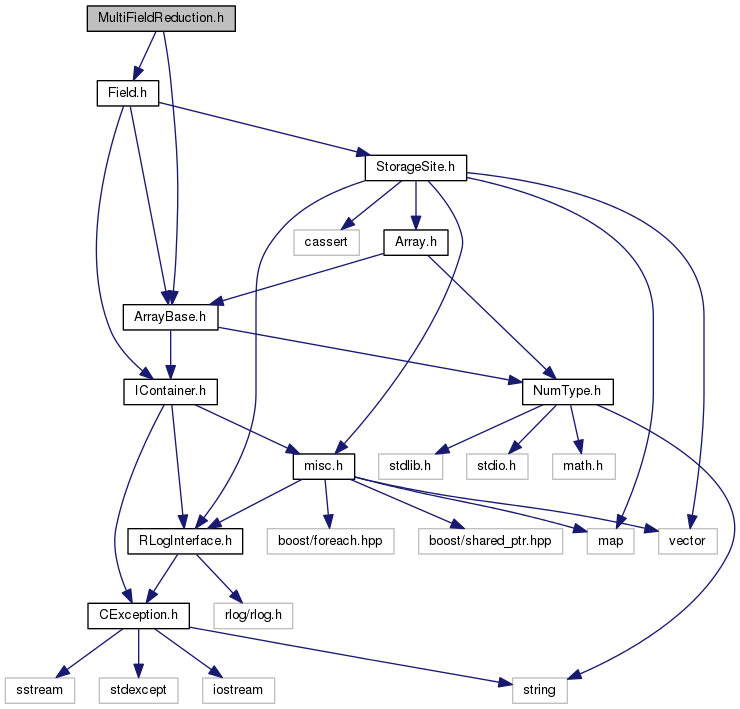 MultiFieldReduction.h
Field.h
StorageSite.h
cassert
Array.h
ArrayBase.h
IContainer.h
NumType.h
misc.h
stdlib.h
stdio.h
math.h
RLogInterface.h
boost/foreach.hpp
boost/shared_ptr.hpp
map
vector
CException.h
rlog/rlog.h
sstream
stdexcept
iostream
string